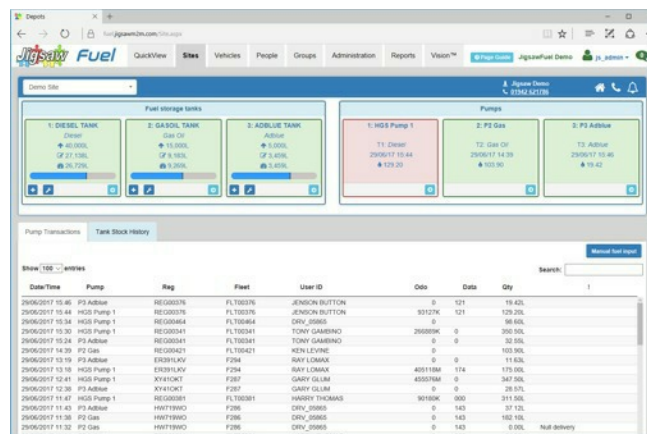 Depots
fuel.jigsawm2m.com/Site.aspx
Jigsaw Fuel QuickView Sites Vehicles People Groups Administration Reports Vision™ Page Guide JigsawFuel Demo js_admin
Demo Site
Jigsaw Demo
01942 621786
Fuel storage tanks
Pumps
1: DIESEL TANK
Diesel
40,000L
27,138L
26,729L
2: GASOIL TANK
Gas Oil
15,000L
9,183L
9,269L
3: ADBLUE TANK
Adblue
5,000L
3,459L
3,459L
1: HGS Pump 1
T1: Diesel
29/06/17 15:44
129.20
2: P2 Gas
T2: Gas Oil
29/06/17 14:39
103.90
3: P3 Adblue
T3: Adblue
29/06/17 15:46
19.42
Pump Transactions Tank Stock History
Manual fuel input
Show 100 entries
Search:
Date/Time Pump Reg Fleet User ID Odo Data Qty !
29/06/2017 15:46 P3 Adblue REG00376 FLT00376 JENSON BUTTON 0 121 19.42L
29/06/2017 15:44 HGS Pump 1 REG00376 FLT00376 JENSON BUTTON 93127K 121 129.20L
29/06/2017 15:34 HGS Pump 1 REG00464 FLT00464 DRV_05865 0 98.60L
29/06/2017 15:30 HGS Pump 1 REG00341 FLT00341 TONY GAMBINO 266889K 0 350.50L
29/06/2017 15:24 P3 Adblue REG00341 FLT00341 TONY GAMBINO 0 0 32.55L
29/06/2017 14:39 P2 Gas REG00421 FLT00421 KEN LEVINE 0 103.90L
29/06/2017 13:19 P3 Adblue ER391LKV F294 RAY LOMAX 0 0 11.63L
29/06/2017 13:18 HGS Pump 1 ER391LKV F294 RAY LOMAX 405118M 174 175.00L
29/06/2017 12:41 HGS Pump 1 XY41OKT F287 GARY GLUM 455576M 0 347.50L
29/06/2017 12:38 P3 Adblue XY41OKT F287 GARY GLUM 0 0 28.57L
29/06/2017 11:47 HGS Pump 1 REG00381 FLT00381 HARRY THOMAS 90180K 000 311.50L
29/06/2017 11:43 P3 Adblue HW719WO F286 DRV_05865 0 143 37.12L
29/06/2017 11:38 P2 Gas HW719WO F286 DRV_05865 0 143 182.10L
29/06/2017 11:32 P2 Gas HW719WO F286 DRV_05865 0 143 0.00L Null delivery